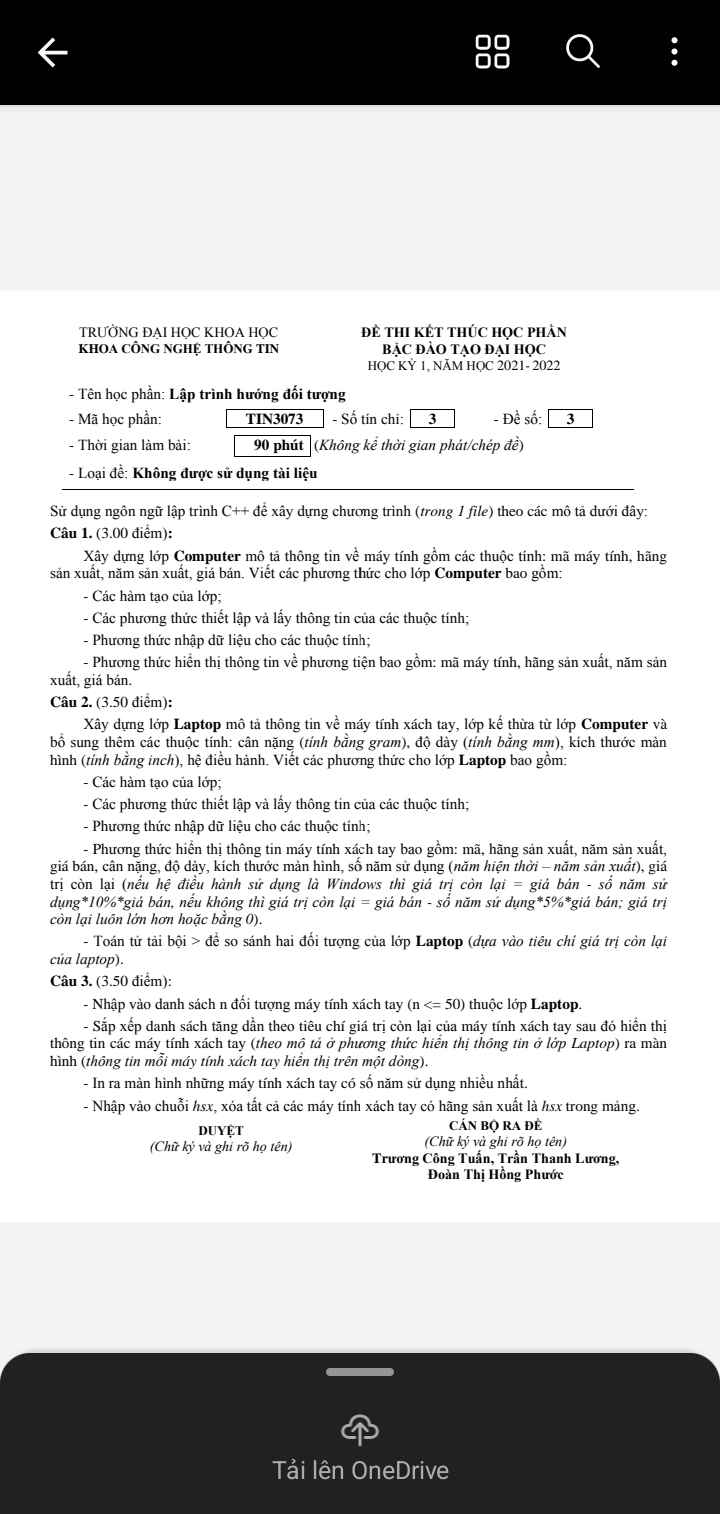 TRƯỜNG ĐẠI HỌC KHOA HỌC
KHOA CÔNG NGHỆ THÔNG TIN
ĐỀ THI KẾT THÚC HỌC PHẦN
BẬC ĐÀO TẠO ĐẠI HỌC
HỌC KỲ 1, NĂM HỌC 2021- 2022
- Tên học phần: Lập trình hướng đối tượng
- Mã học phần: TIN3073 - Số tín chỉ: 3 - Đề số: 3
- Thời gian làm bài: 90 phút (Không kể thời gian phát/chép đề)
- Loại đề: Không được sử dụng tài liệu
Sử dụng ngôn ngữ lập trình C++ để xây dựng chương trình (trong 1 file) theo các mô tả dưới đây:
Câu 1. (3.00 điểm):
Xây dựng lớp Computer mô tả thông tin về máy tính gồm các thuộc tính: mã máy tính, hãng
sản xuất, năm sản xuất, giá bán. Viết các phương thức cho lớp Computer bao gồm:
- Các hàm tạo của lớp;
- Các phương thức thiết lập và lấy thông tin của các thuộc tính;
- Phương thức nhập dữ liệu cho các thuộc tính;
- Phương thức hiển thị thông tin về phương tiện bao gồm: mã máy tính, hãng sản xuất, năm sản
xuất, giá bán.
Câu 2. (3.50 điểm):
Xây dựng lớp Laptop mô tả thông tin về máy tính xách tay, lớp kế thừa từ lớp Computer và
bổ sung thêm các thuộc tính: cân nặng (tính bằng gram), độ dày (tính bằng mm), kích thước màn
hình (tính bằng inch), hệ điều hành. Viết các phương thức cho lớp Laptop bao gồm:
- Các hàm tạo của lớp;
- Các phương thức thiết lập và lấy thông tin của các thuộc tính;
- Phương thức nhập dữ liệu cho các thuộc tính;
- Phương thức hiển thị thông tin máy tính xách tay bao gồm: mã, hãng sản xuất, năm sản xuất,
giá bán, cân nặng, độ dày, kích thước màn hình, số năm sử dụng (năm hiện thời – năm sản xuất), giá
trị còn lại (nếu hệ điều hành sử dụng là Windows thì giá trị còn lại = giá bán - số năm sử
dụng*10%*giá bán, nếu không thì giá trị còn lại = giá bán - số năm sử dụng*5%*giá bán; giá trị
còn lại luôn lớn hơn hoặc bằng 0).
- Toán tử tải bội > để so sánh hai đối tượng của lớp Laptop (dựa vào tiêu chí giá trị còn lại
của laptop).
Câu 3. (3.50 điểm):
- Nhập vào danh sách n đối tượng máy tính xách tay (n <= 50) thuộc lớp Laptop.
- Sắp xếp danh sách tăng dần theo tiêu chí giá trị còn lại của máy tính xách tay sau đó hiển thị
thông tin các máy tính xách tay (theo mô tả ở phương thức hiển thị thông tin ở lớp Laptop) ra màn
hình (thông tin mỗi máy tính xách tay hiển thị trên một dòng).
- In ra màn hình những máy tính xách tay có số năm sử dụng nhiều nhất.
- Nhập vào chuỗi hsx, xóa tất cả các máy tính xách tay có hãng sản xuất là hsx trong mảng.
DUYỆT
(Chữ ký và ghi rõ họ tên)
CÁN BỘ RA ĐỀ
(Chữ ký và ghi rõ họ tên)
Trương Công Tuấn, Trần Thanh Lương,
Đoàn Thị Hồng Phước
Tải lên OneDrive